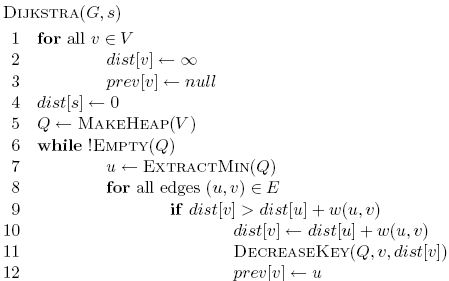 DIJKSTRA(G, s)
1 for all v ∈ V
2 dist[v] ← ∞
3 prev[v] ← null
4 dist[s] ← 0
5 Q ← MAKEHEAP(V)
6 while !EMPTY(Q)
7 u ← EXTRACTMIN(Q)
8 for all edges (u, v) ∈ E
9 if dist[v] > dist[u] + w(u, v)
10 dist[v] ← dist[u] + w(u, v)
11 DECREASEKEY(Q, v, dist[v])
12 prev[v] ← u